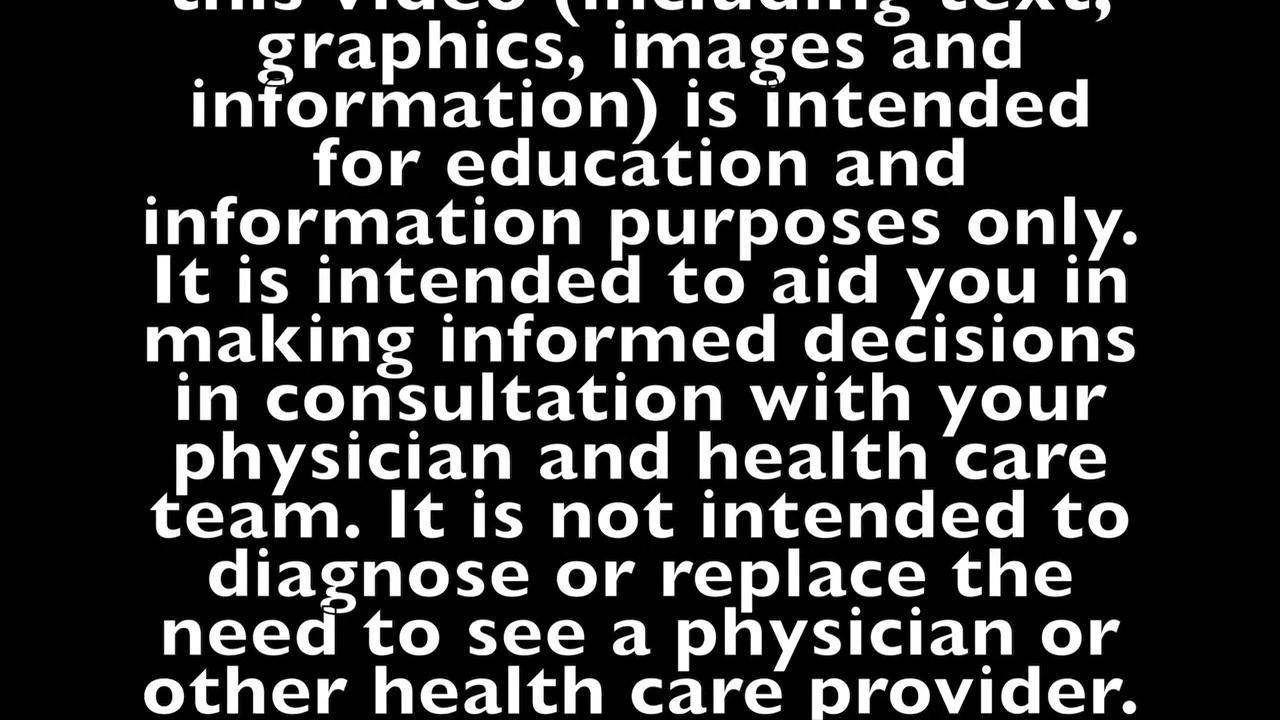 this video (including text,
graphics, images and
information) is intended
for education and
information purposes only.
It is intended to aid you in
making informed decisions
in consultation with your
physician and health care
team. It is not intended to
diagnose or replace the
need to see a physician or
other health care provider.